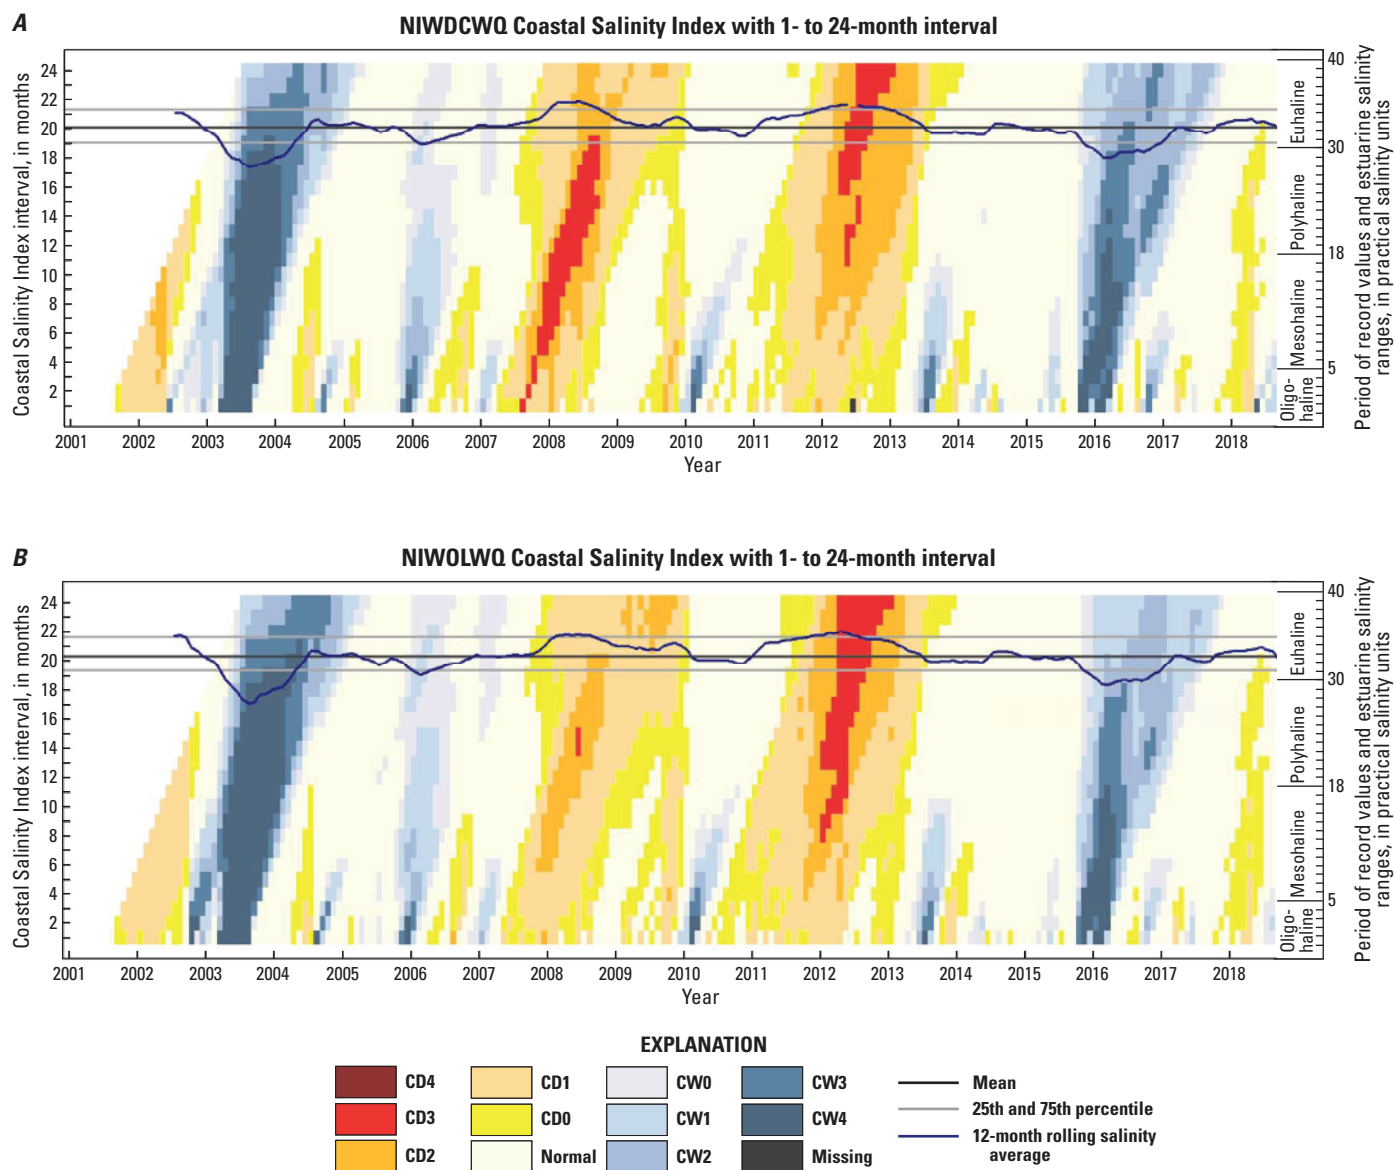 A
NIWDCWQ Coastal Salinity Index with 1- to 24-month interval
Coastal Salinity Index interval, in months
24
22
20
18
16
14
12
10
8
6
4
2
2001 2002 2003 2004 2005 2006 2007 2008 2009 2010 2011 2012 2013 2014 2015 2016 2017 2018
Year
40
30
18
5
Euhaline
Polyhaline
Mesohaline
Oligo-
haline
Period of record values and estuarine salinity
ranges, in practical salinity units
B
NIWOLWQ Coastal Salinity Index with 1- to 24-month interval
Coastal Salinity Index interval, in months
24
22
20
18
16
14
12
10
8
6
4
2
2001 2002 2003 2004 2005 2006 2007 2008 2009 2010 2011 2012 2013 2014 2015 2016 2017 2018
Year
40
30
18
5
Euhaline
Polyhaline
Mesohaline
Oligo-
haline
Period of record values and estuarine salinity
ranges, in practical salinity units
EXPLANATION
CD4
CD3
CD2
CD1
CD0
Normal
CW0
CW1
CW2
CW3
CW4
Missing
Mean
25th and 75th percentile
12-month rolling salinity
average